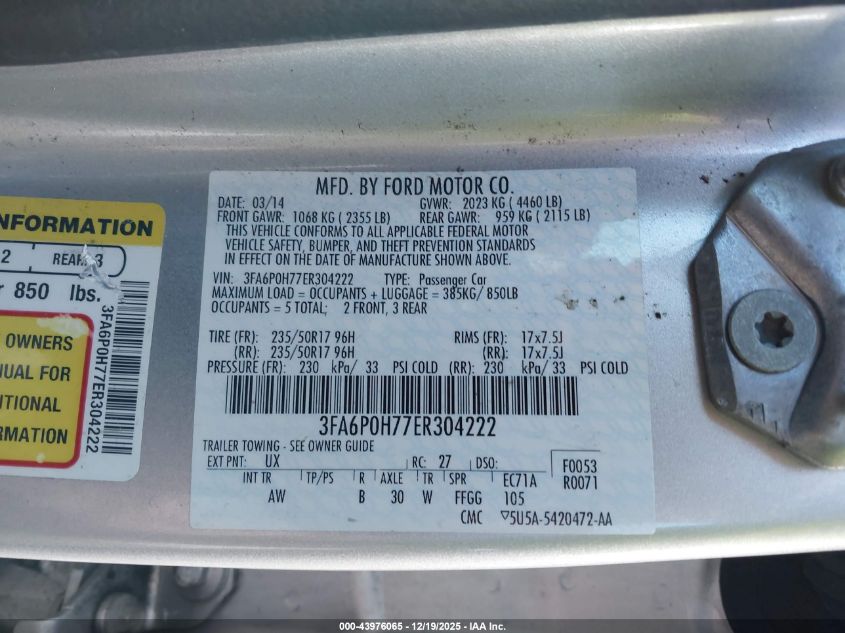 NFORMATION
2 REAR 3
r 850 lbs.
OWNERS
NUAL FOR
ITIONAL
RMATION
3FA6P0H77ER304222
MFD. BY FORD MOTOR CO.
DATE: 03/14 GVWR: 2023 KG ( 4460 LB)
FRONT GAWR: 1068 KG ( 2355 LB) REAR GAWR: 959 KG ( 2115 LB)
THIS VEHICLE CONFORMS TO ALL APPLICABLE FEDERAL MOTOR
VEHICLE SAFETY, BUMPER, AND THEFT PREVENTION STANDARDS
IN EFFECT ON THE DATE OF MANUFACTURE SHOWN ABOVE.
VIN: 3FA6P0H77ER304222 TYPE: Passenger Car
MAXIMUM LOAD = OCCUPANTS + LUGGAGE = 385KG/ 850LB
OCCUPANTS = 5 TOTAL; 2 FRONT, 3 REAR
TIRE (FR): 235/50R17 96H RIMS (FR): 17x7.5J
(RR): 235/50R17 96H (RR): 17x7.5J
PRESSURE (FR): 230 kPa/ 33 PSI COLD (RR): 230 kPa/ 33 PSI COLD
3FA6P0H77ER304222
TRAILER TOWING - SEE OWNER GUIDE
EXT PNT: UX RC: 27 DSO: F0053
INT TR TP/PS R AXLE TR SPR EC71A R0071
AW B 30 W FFGG 105
CMC ▽5U5A-5420472-AA
000-43976065 - 12/19/2025 - IAA Inc.